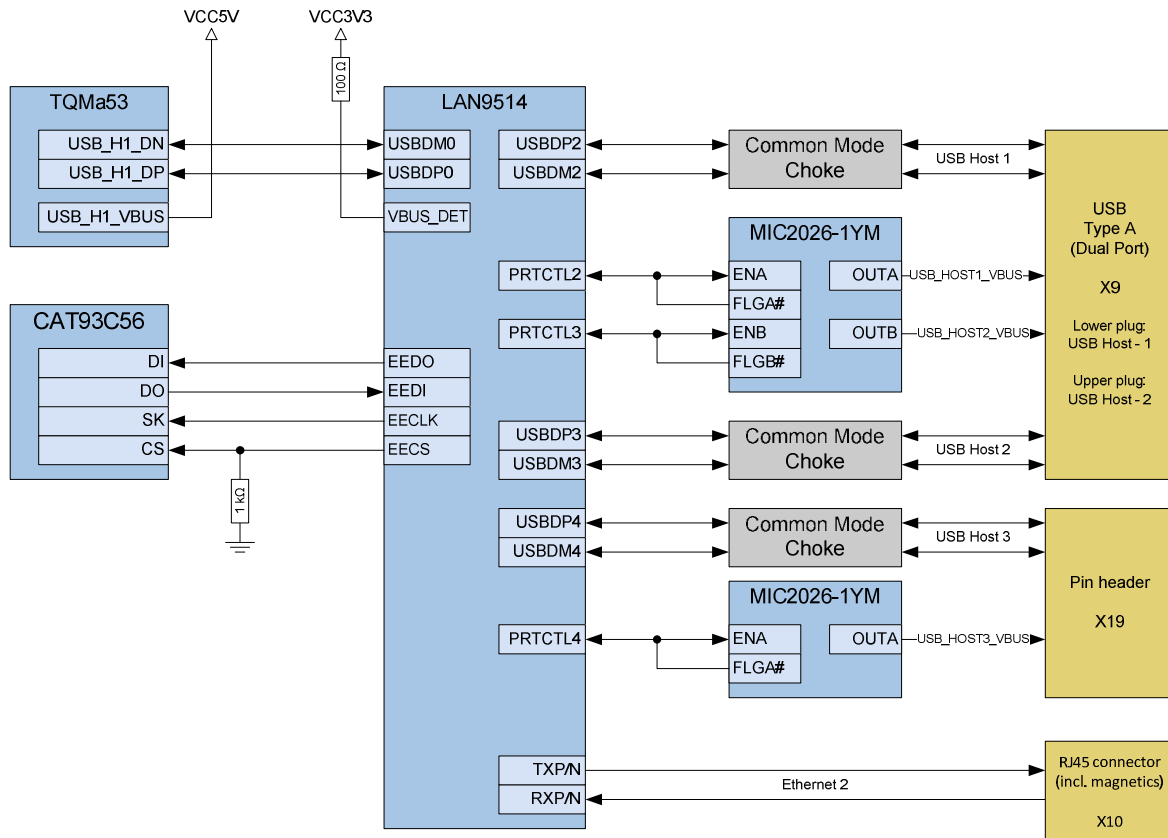 VCC5V
VCC3V3
100 Ω
TQMa53
USB_H1_DN
USB_H1_DP
USB_H1_VBUS
CAT93C56
DI
DO
SK
CS
1 kΩ
LAN9514
USBDM0
USBDP0
VBUS_DET
EEDO
EEDI
EECLK
EECS
USBDP2
USBDM2
PRTCTL2
PRTCTL3
USBDP3
USBDM3
USBDP4
USBDM4
PRTCTL4
TXP/N
RXP/N
Common Mode
Choke
USB Host 1
MIC2026-1YM
ENA
FLGA#
ENB
FLGB#
OUTA
OUTB
USB_HOST1_VBUS
USB_HOST2_VBUS
Common Mode
Choke
USB Host 2
Common Mode
Choke
USB Host 3
MIC2026-1YM
ENA
FLGA#
OUTA
USB_HOST3_VBUS
Ethernet 2
USB
Type A
(Dual Port)
X9
Lower plug:
USB Host - 1
Upper plug:
USB Host - 2
Pin header
X19
RJ45 connector
(incl. magnetics)
X10